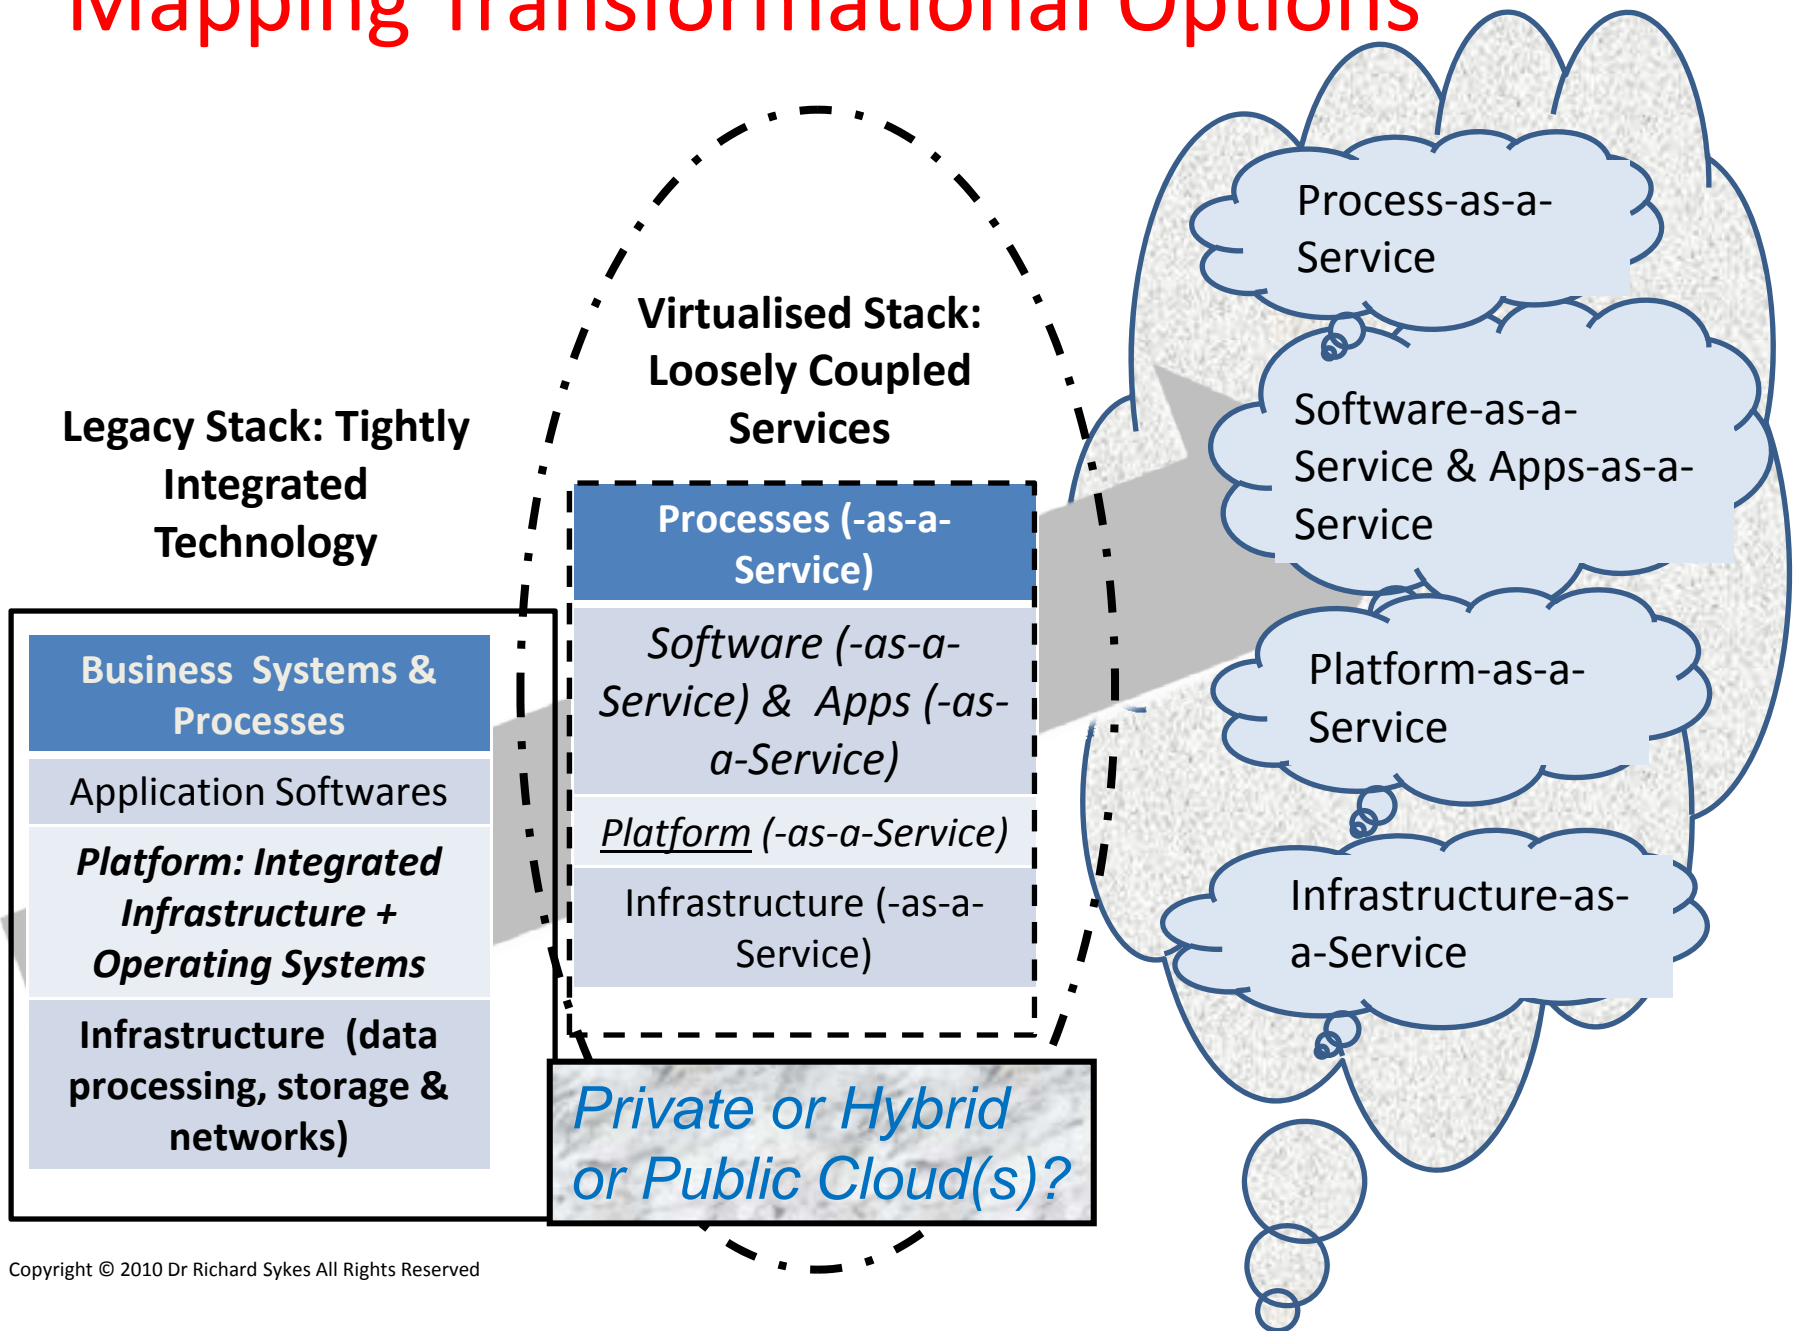 Mapping Transformational Options
Legacy Stack: Tightly
Integrated
Technology
Business Systems &
Processes
Application Softwares
Platform: Integrated
Infrastructure +
Operating Systems
Infrastructure (data
processing, storage &
networks)
Virtualised Stack:
Loosely Coupled
Services
Processes (-as-a-
Service)
Software (-as-a-
Service) & Apps (-as-
a-Service)
Platform (-as-a-Service)
Infrastructure (-as-a-
Service)
Private or Hybrid
or Public Cloud(s)?
Process-as-a-
Service
Software-as-a-
Service & Apps-as-a-
Service
Platform-as-a-
Service
Infrastructure-as-
a-Service
Copyright © 2010 Dr Richard Sykes All Rights Reserved